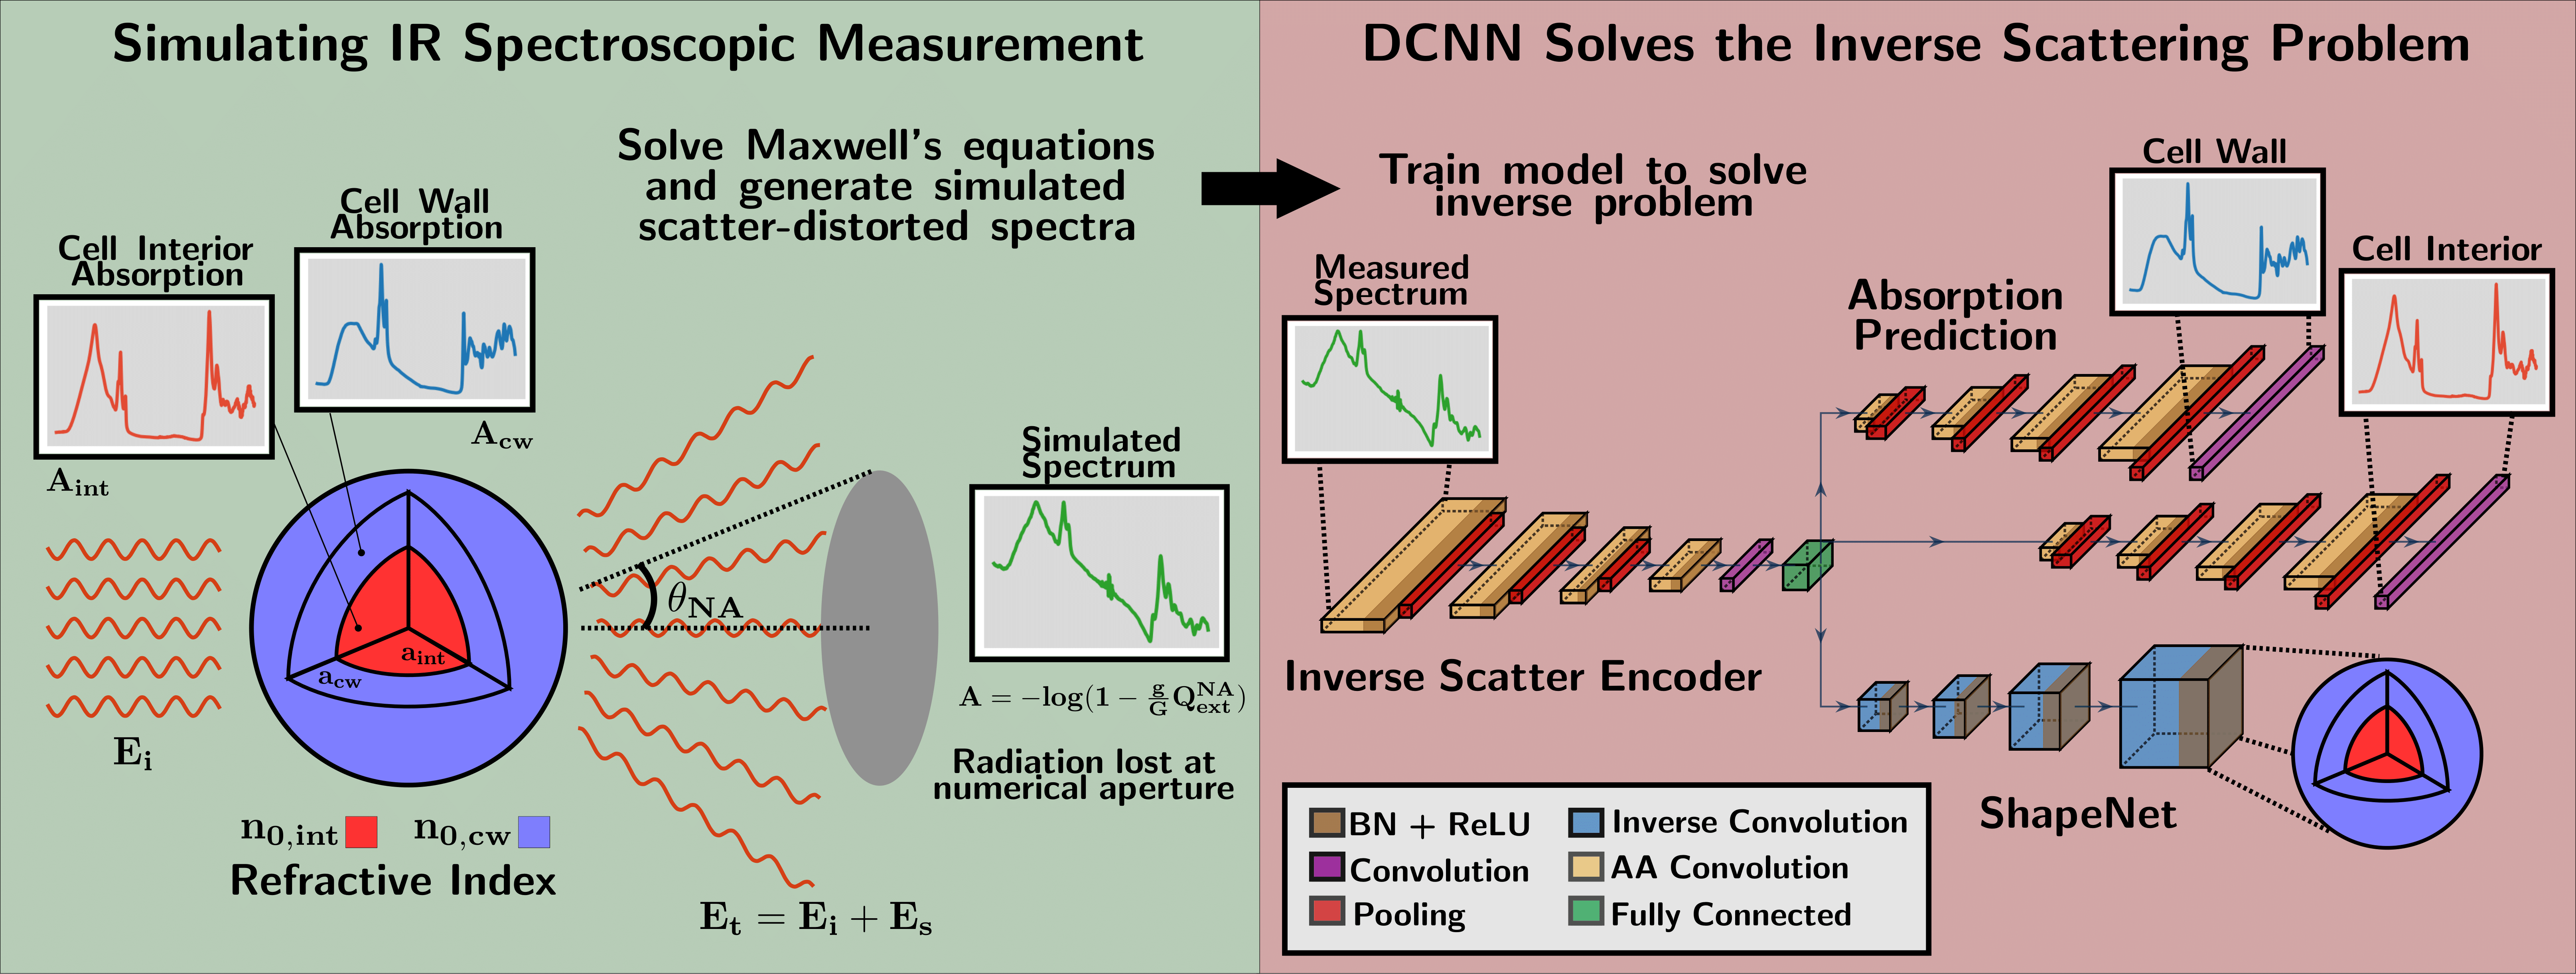 Simulating IR Spectroscopic Measurement
Solve Maxwell's equations
and generate simulated
scatter-distorted spectra
Cell Wall
Absorption
Cell Interior
Absorption
A_cw
A_int
Simulated
Spectrum
θ_NA
a_int
a_cw
A = −log(1 − g/G Q_ext^NA)
E_i
Radiation lost at
numerical aperture
n_0,int
n_0,cw
Refractive Index
E_t = E_i + E_s
DCNN Solves the Inverse Scattering Problem
Train model to solve
inverse problem
Cell Wall
Cell Interior
Measured
Spectrum
Absorption
Prediction
Inverse Scatter Encoder
ShapeNet
BN + ReLU
Inverse Convolution
Convolution
AA Convolution
Pooling
Fully Connected